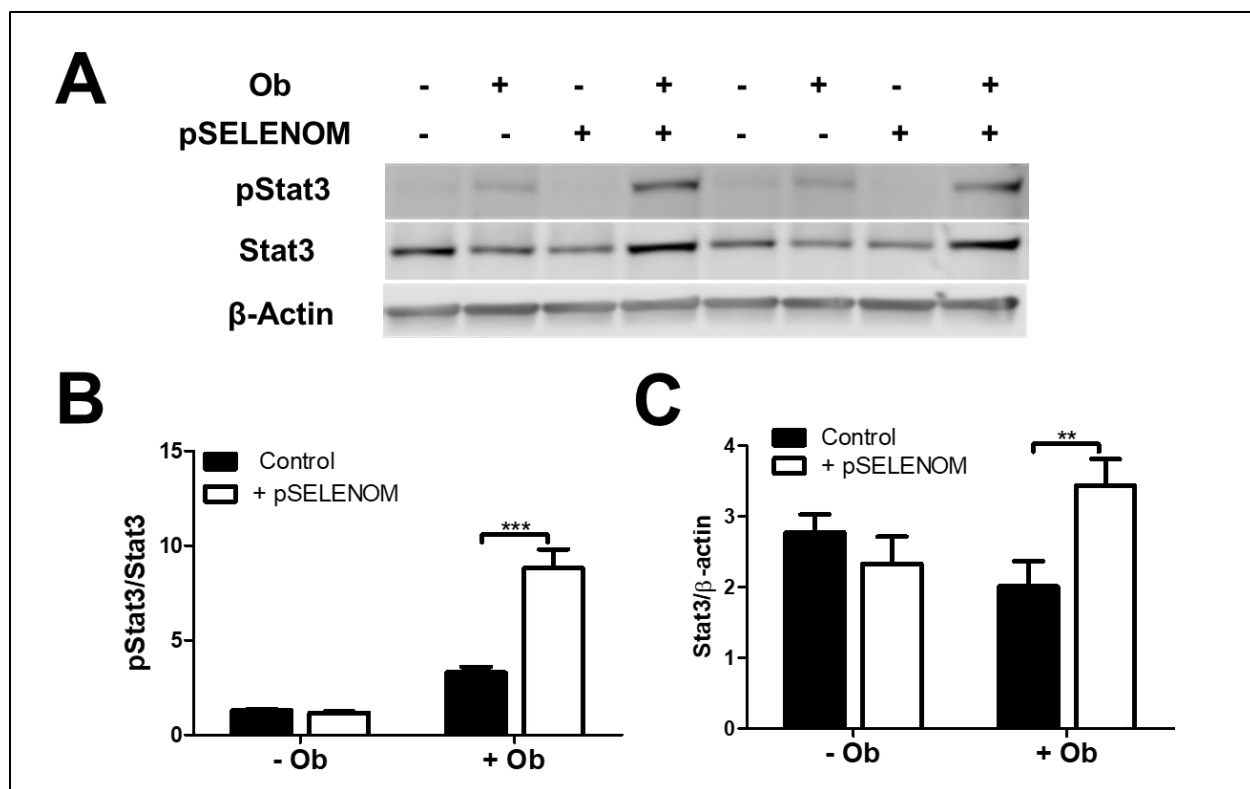 A
Ob - + - + - + - +
pSELENOM - - + + - - + +
pStat3
Stat3
β-Actin
B
15
10
5
0
pStat3/Stat3
Control
+ pSELENOM
***
- Ob
+ Ob
C
4
3
2
1
0
Stat3/β-actin
Control
+ pSELENOM
**
- Ob
+ Ob